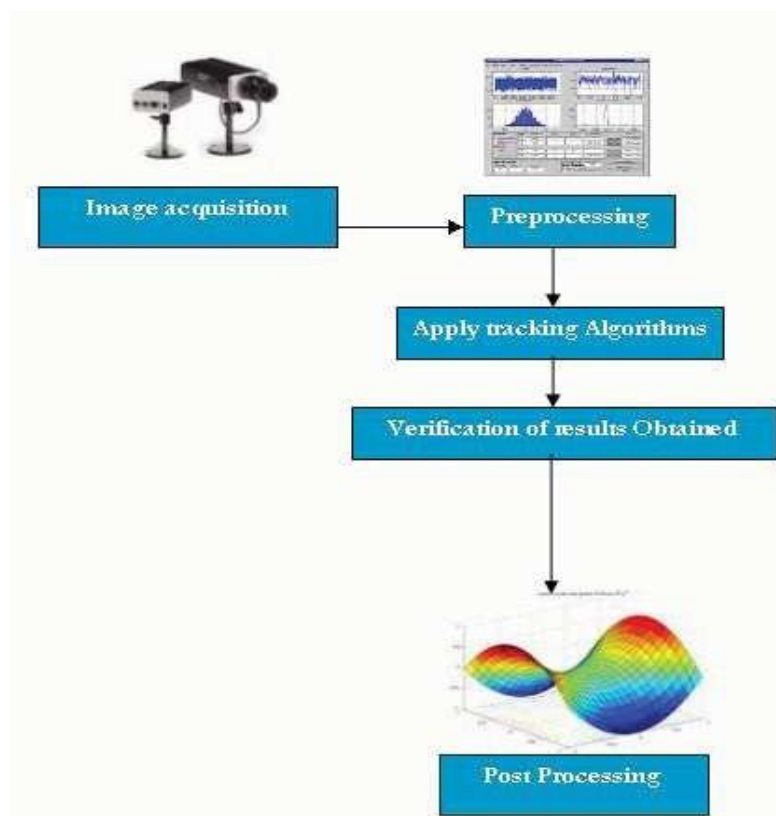 Image acquisition
Preprocessing
Apply tracking Algorithms
Verification of results Obtained
Post Processing